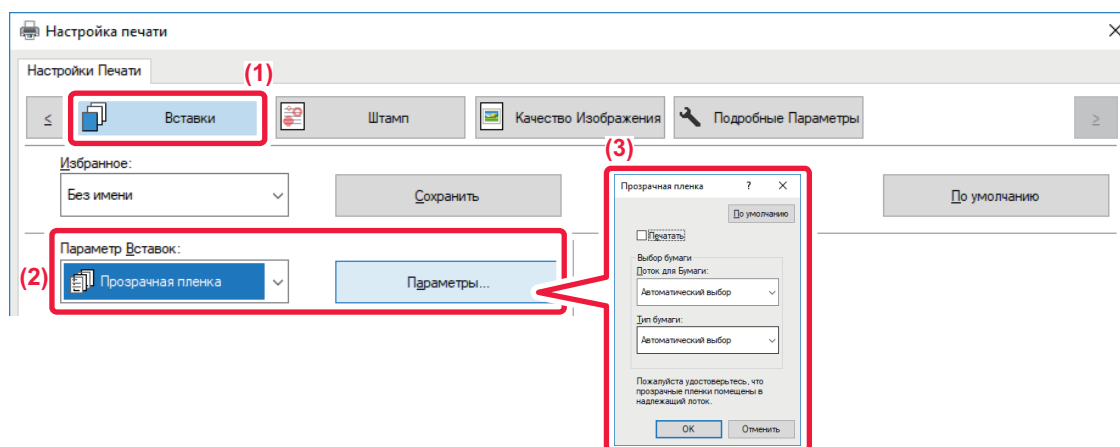 Настройка печати
Настройки Печати
(1)
<
Вставки
Штамп
Качество Изображения
Подробные Параметры
>
Избранное:
Без имени
Сохранить
По умолчанию
Параметр Вставок:
(2)
Прозрачная пленка
Параметры...
(3)
Прозрачная пленка ? X
По умолчанию
Печатать
Выбор бумаги
Поток для Бумаги:
Автоматический выбор
Тип бумаги:
Автоматический выбор
Пожалуйста удостоверьтесь, что
прозрачные пленки помещены в
надлежащий лоток.
OK
Отменить